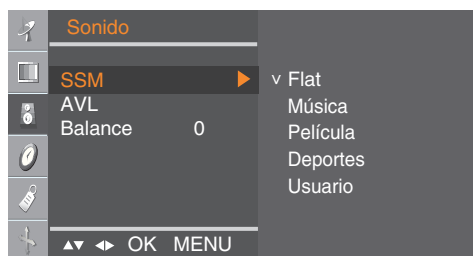 Sonido
SSM
AVL
Balance 0
v Flat
Música
Película
Deportes
Usuario
OK MENU